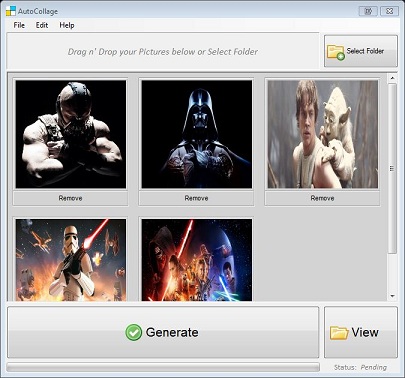 AutoCollage
File Edit Help
Drag n' Drop your Pictures below or Select Folder
Select Folder
Remove Remove Remove
Generate
View
Status: Pending